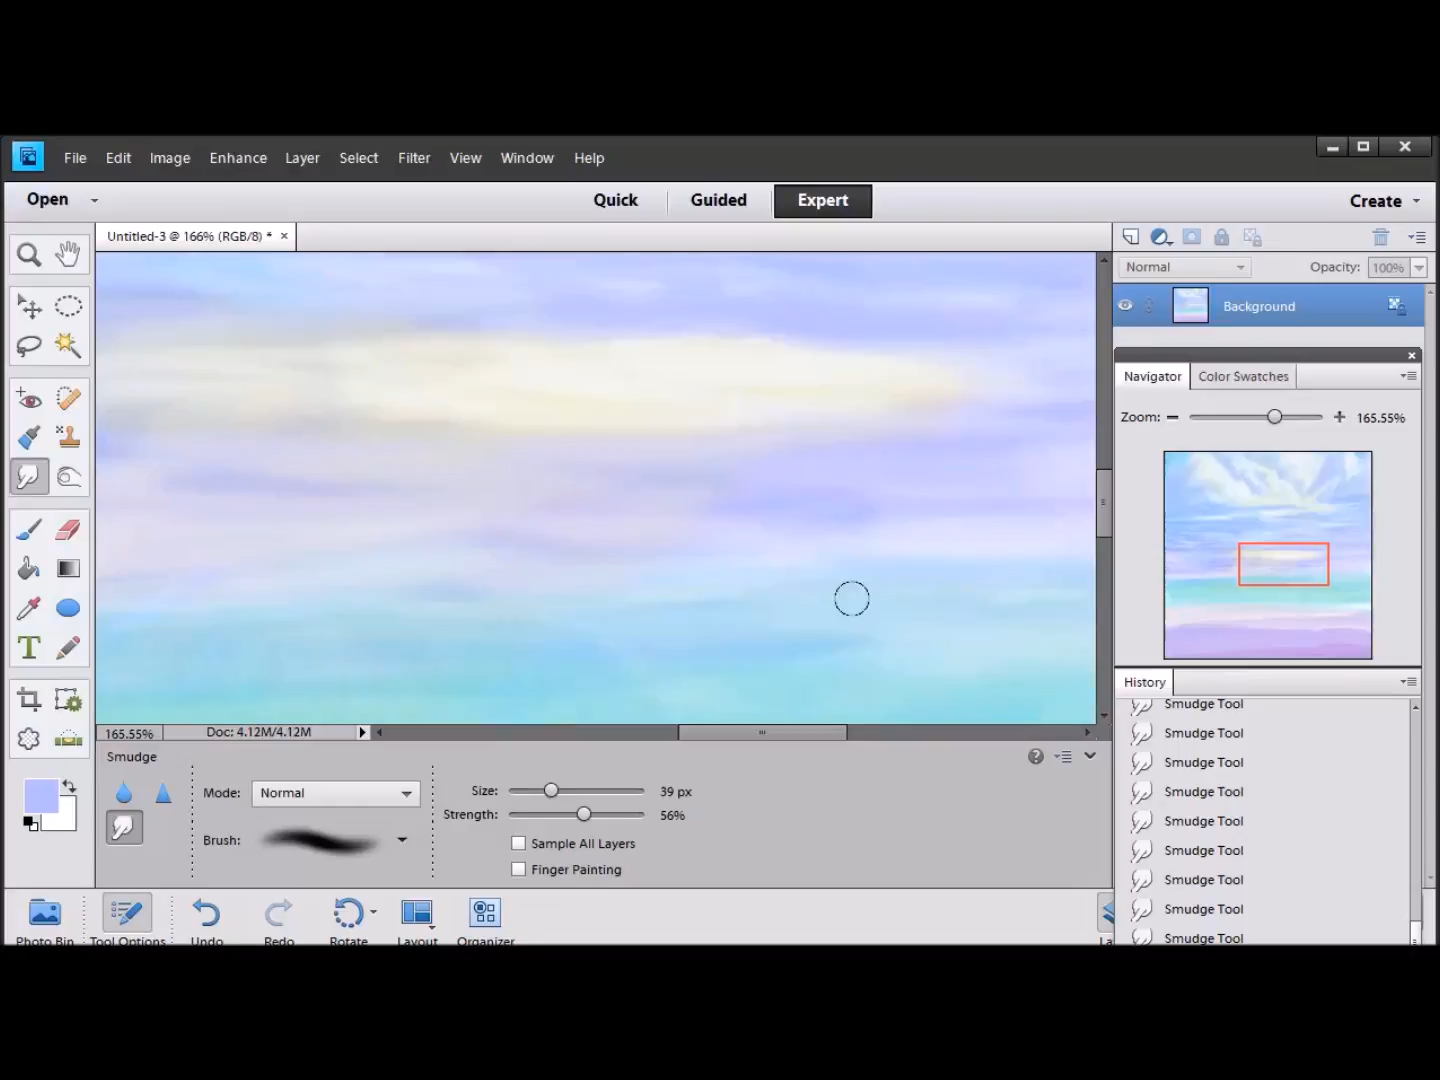 File Edit Image Enhance Layer Select Filter View Window Help
Open Quick Guided Expert Create
Untitled-3 @ 166% (RGB/8) * ×
Normal Opacity: 100%
Background
Navigator Color Swatches
Zoom: 165.55%
History
Smudge Tool
Smudge Tool
Smudge Tool
Smudge Tool
Smudge Tool
Smudge Tool
Smudge Tool
Smudge Tool
Smudge Tool
165.55% Doc: 4.12M/4.12M
Smudge
Mode: Normal
Brush:
Size: 39 px
Strength: 56%
Sample All Layers
Finger Painting
Photo Bin Tool Options Undo Redo Rotate Layout Organizer La